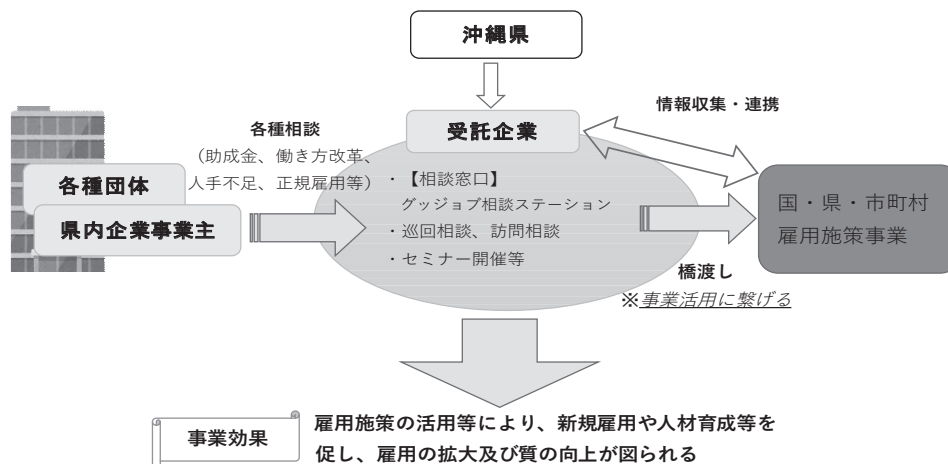 沖縄県
情報収集・連携
受託企業
各種相談
（助成金、働き方改革、
人手不足、正規雇用等）
各種団体
県内企業事業主
・【相談窓口】
グッジョブ相談ステーション
・巡回相談、訪問相談
・セミナー開催等
国・県・市町村
雇用施策事業
橋渡し
※事業活用に繋げる
事業効果
雇用施策の活用等により、新規雇用や人材育成等を
促し、雇用の拡大及び質の向上が図られる